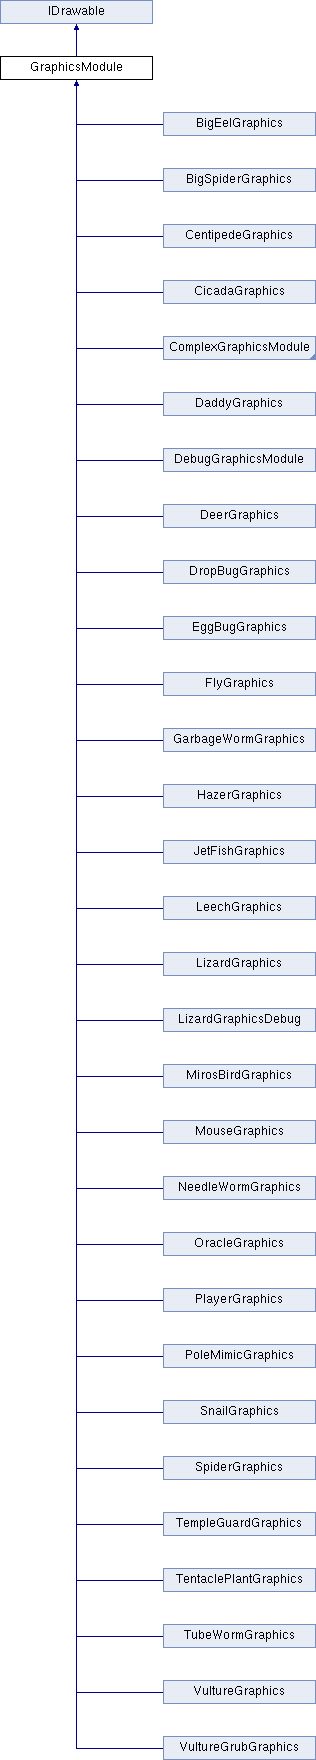 IDrawable
GraphicsModule
BigEelGraphics
BigSpiderGraphics
CentipedeGraphics
CicadaGraphics
ComplexGraphicsModule
DaddyGraphics
DebugGraphicsModule
DeerGraphics
DropBugGraphics
EggBugGraphics
FlyGraphics
GarbageWormGraphics
HazerGraphics
JetFishGraphics
LeechGraphics
LizardGraphics
LizardGraphicsDebug
MirosBirdGraphics
MouseGraphics
NeedleWormGraphics
OracleGraphics
PlayerGraphics
PoleMimicGraphics
SnailGraphics
SpiderGraphics
TempleGuardGraphics
TentaclePlantGraphics
TubeWormGraphics
VultureGraphics
VultureGrubGraphics